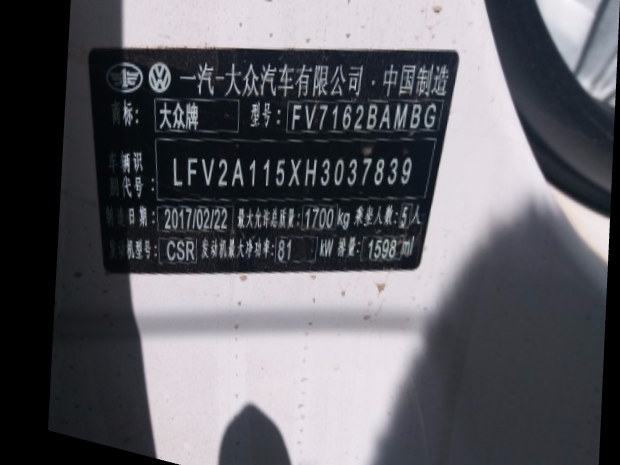 一汽-大众汽车有限公司·中国制造
商标: 大众牌 型号: FV7162BAMBG
车辆识别代号: LFV2A115XH3037839
制造日期: 2017/02/22 最大允许总质量: 1700 kg 乘坐人数: 5 人
发动机型号: CSR 发动机最大净功率: 81 kW 排量: 1598 ml